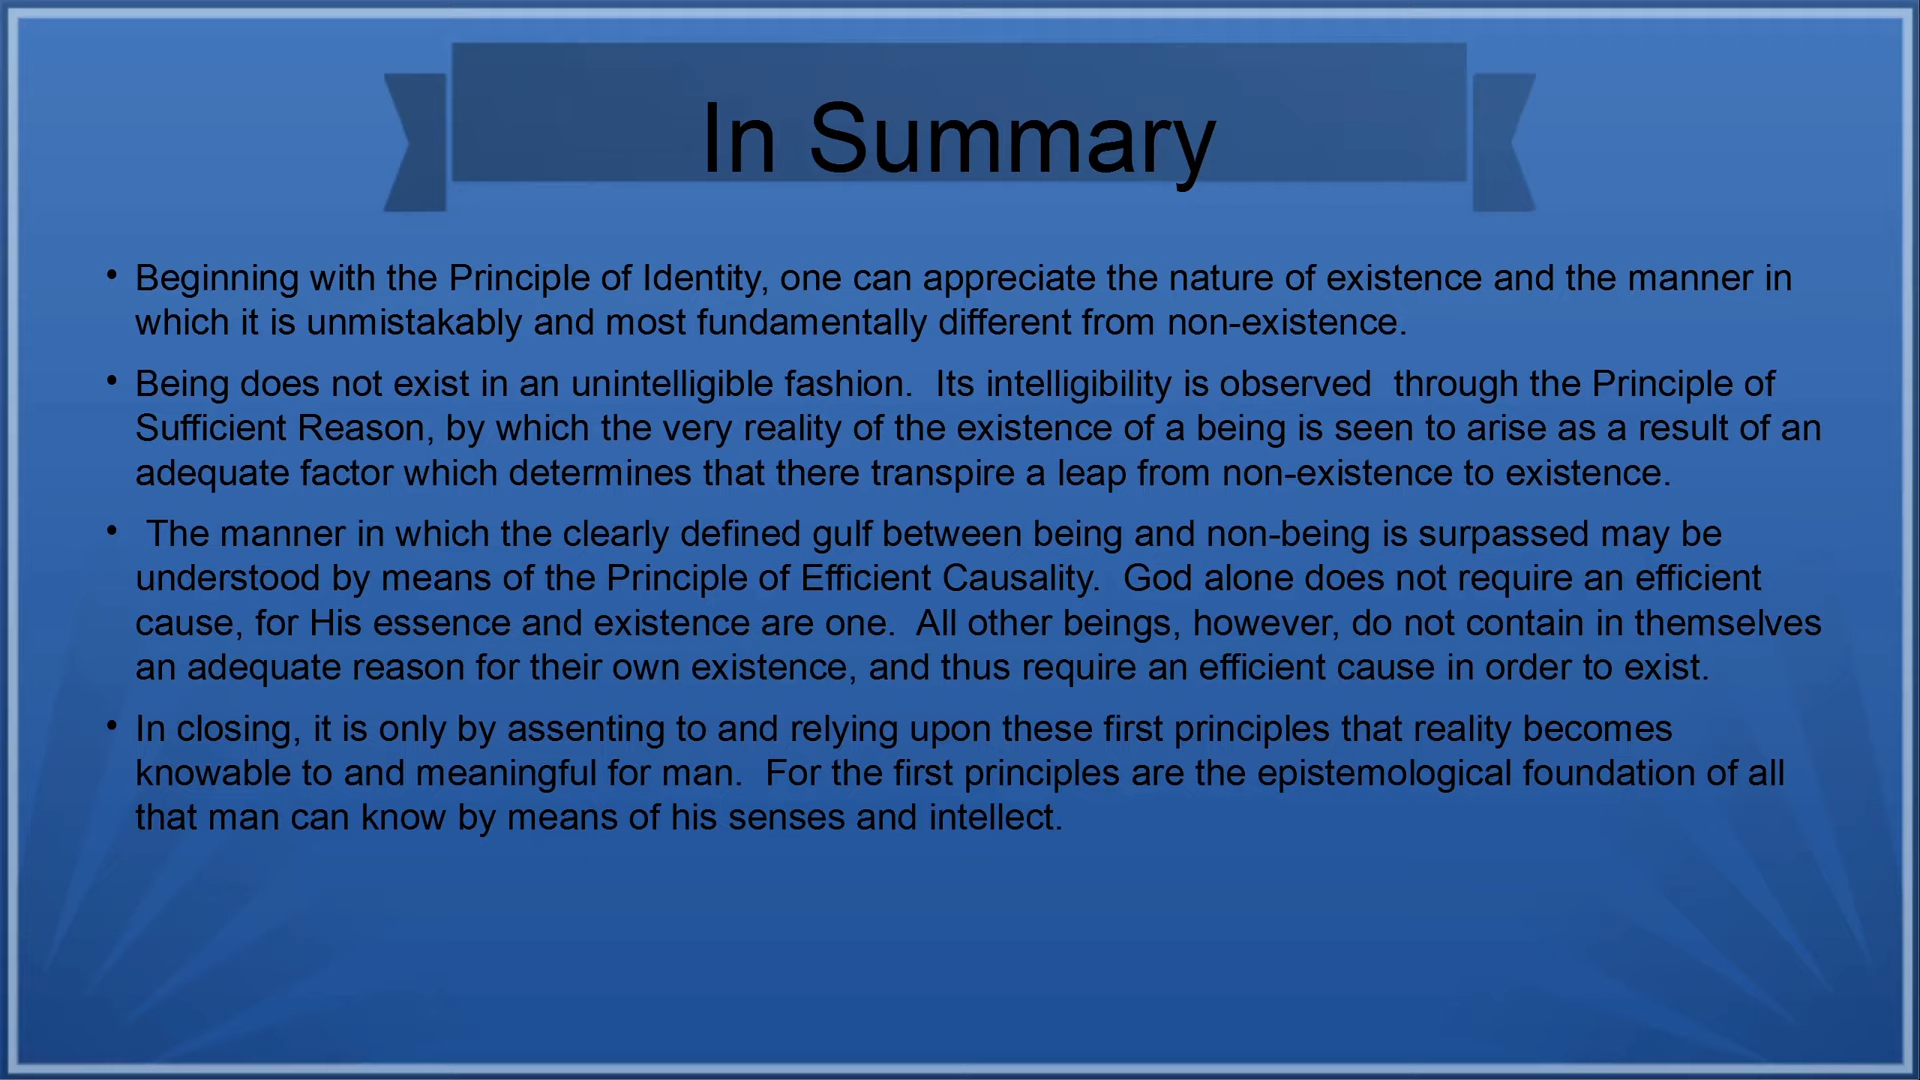 In Summary
• Beginning with the Principle of Identity, one can appreciate the nature of existence and the manner in
which it is unmistakably and most fundamentally different from non-existence.
• Being does not exist in an unintelligible fashion.  Its intelligibility is observed  through the Principle of
Sufficient Reason, by which the very reality of the existence of a being is seen to arise as a result of an
adequate factor which determines that there transpire a leap from non-existence to existence.
•  The manner in which the clearly defined gulf between being and non-being is surpassed may be
understood by means of the Principle of Efficient Causality.  God alone does not require an efficient
cause, for His essence and existence are one.  All other beings, however, do not contain in themselves
an adequate reason for their own existence, and thus require an efficient cause in order to exist.
• In closing, it is only by assenting to and relying upon these first principles that reality becomes
knowable to and meaningful for man.  For the first principles are the epistemological foundation of all
that man can know by means of his senses and intellect.